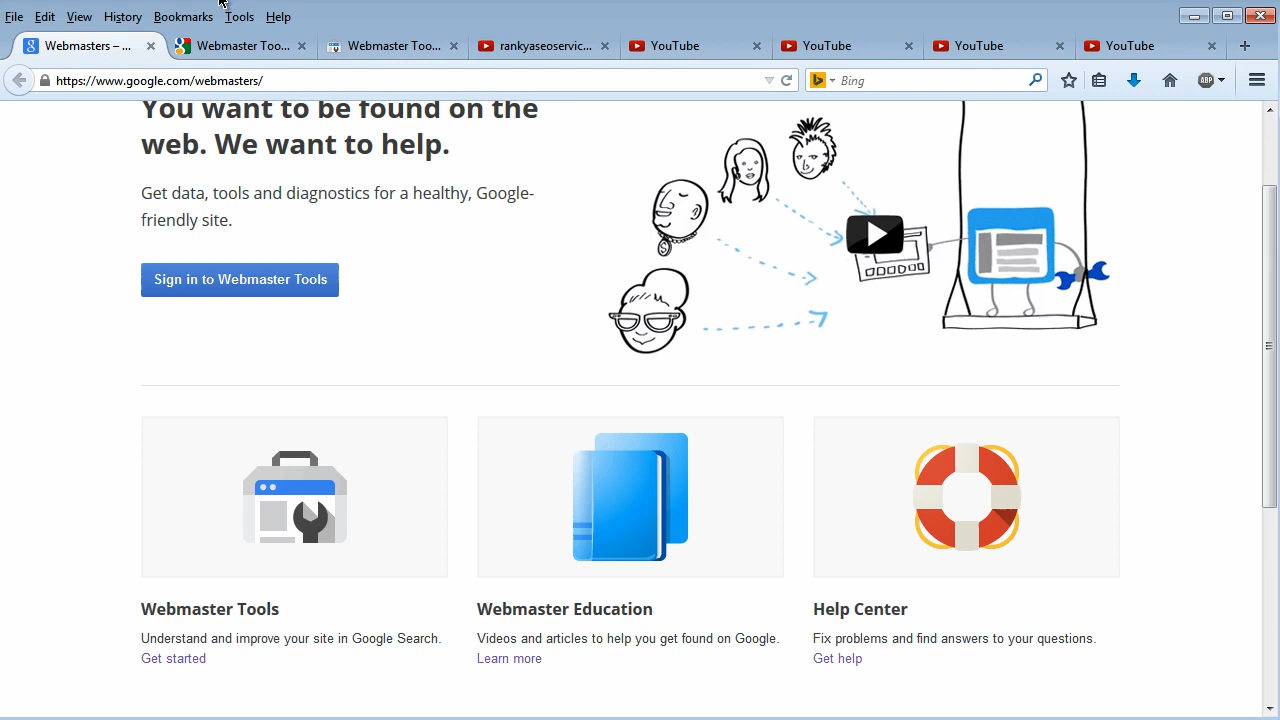 File Edit View History Bookmarks Tools Help
Webmasters – ... Webmaster Too... Webmaster Too... rankyaseoservic... YouTube YouTube YouTube YouTube
https://www.google.com/webmasters/ Bing ABP
You want to be found on the
web. We want to help.
Get data, tools and diagnostics for a healthy, Google-
friendly site.
Sign in to Webmaster Tools
Webmaster Tools Webmaster Education Help Center
Understand and improve your site in Google Search. Videos and articles to help you get found on Google. Fix problems and find answers to your questions.
Get started Learn more Get help